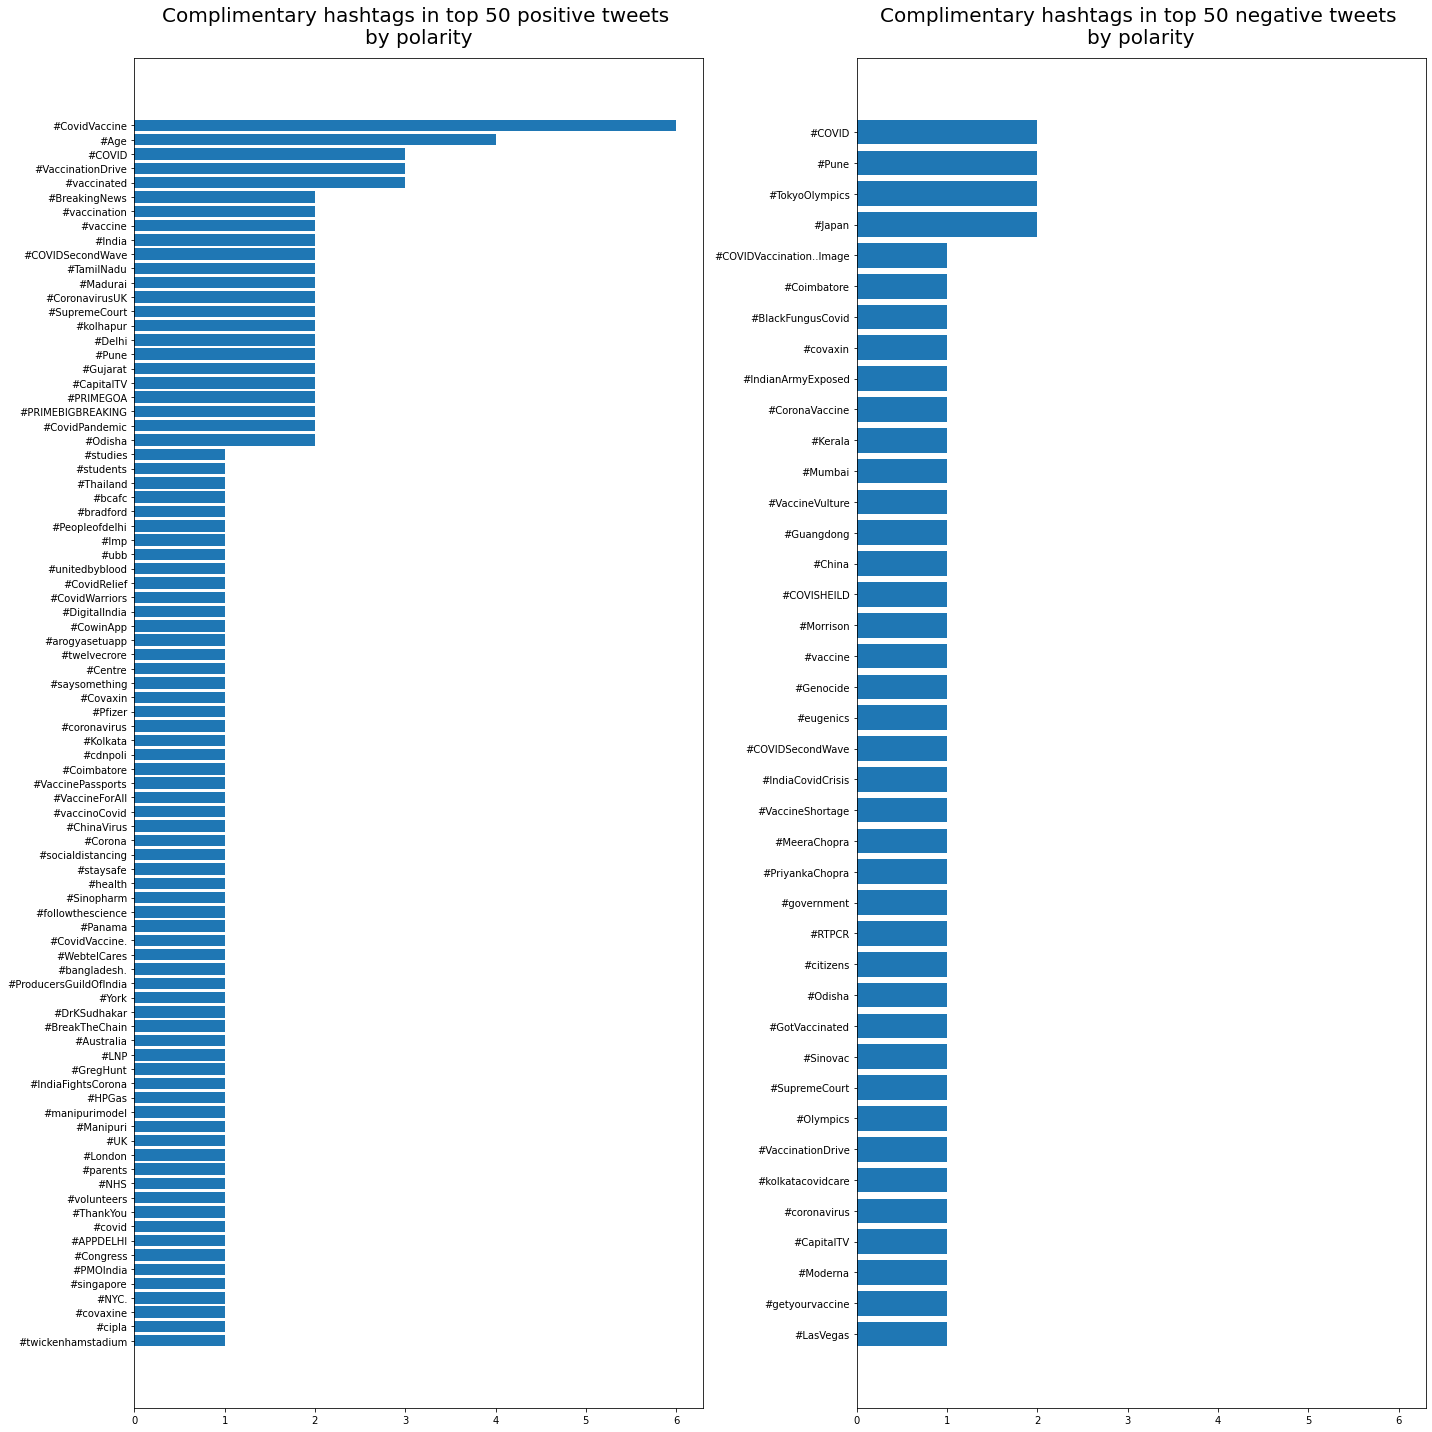 Complimentary hashtags in top 50 positive tweets
by polarity
#CovidVaccine
#Age
#COVID
#VaccinationDrive
#vaccinated
#BreakingNews
#vaccination
#vaccine
#India
#COVIDSecondWave
#TamilNadu
#Madurai
#CoronavirusUK
#SupremeCourt
#kolhapur
#Delhi
#Pune
#Gujarat
#CapitalTV
#PRIMEGOA
#PRIMEBIGBREAKING
#CovidPandemic
#Odisha
#studies
#students
#Thailand
#bcafc
#bradford
#Peopleofdelhi
#Imp
#ubb
#unitedbyblood
#CovidRelief
#CovidWarriors
#DigitalIndia
#CowinApp
#arogyasetuapp
#twelvecrore
#Centre
#saysomething
#Covaxin
#Pfizer
#coronavirus
#Kolkata
#cdnpoli
#Coimbatore
#VaccinePassports
#VaccineForAll
#vaccinoCovid
#ChinaVirus
#Corona
#socialdistancing
#staysafe
#health
#Sinopharm
#followthescience
#Panama
#CovidVaccine.
#WebtelCares
#bangladesh.
#ProducersGuildOfIndia
#York
#DrKSudhakar
#BreakTheChain
#Australia
#LNP
#GregHunt
#IndiaFightsCorona
#HPGas
#manipurimodel
#Manipuri
#UK
#London
#parents
#NHS
#volunteers
#ThankYou
#covid
#APPDELHI
#Congress
#PMOIndia
#singapore
#NYC.
#covaxine
#cipla
#twickenhamstadium
0 1 2 3 4 5 6
Complimentary hashtags in top 50 negative tweets
by polarity
#COVID
#Pune
#TokyoOlympics
#Japan
#COVIDVaccination..Image
#Coimbatore
#BlackFungusCovid
#covaxin
#IndianArmyExposed
#CoronaVaccine
#Kerala
#Mumbai
#VaccineVulture
#Guangdong
#China
#COVISHEILD
#Morrison
#vaccine
#Genocide
#eugenics
#COVIDSecondWave
#IndiaCovidCrisis
#VaccineShortage
#MeeraChopra
#PriyankaChopra
#government
#RTPCR
#citizens
#Odisha
#GotVaccinated
#Sinovac
#SupremeCourt
#Olympics
#VaccinationDrive
#kolkatacovidcare
#coronavirus
#CapitalTV
#Moderna
#getyourvaccine
#LasVegas
0 1 2 3 4 5 6